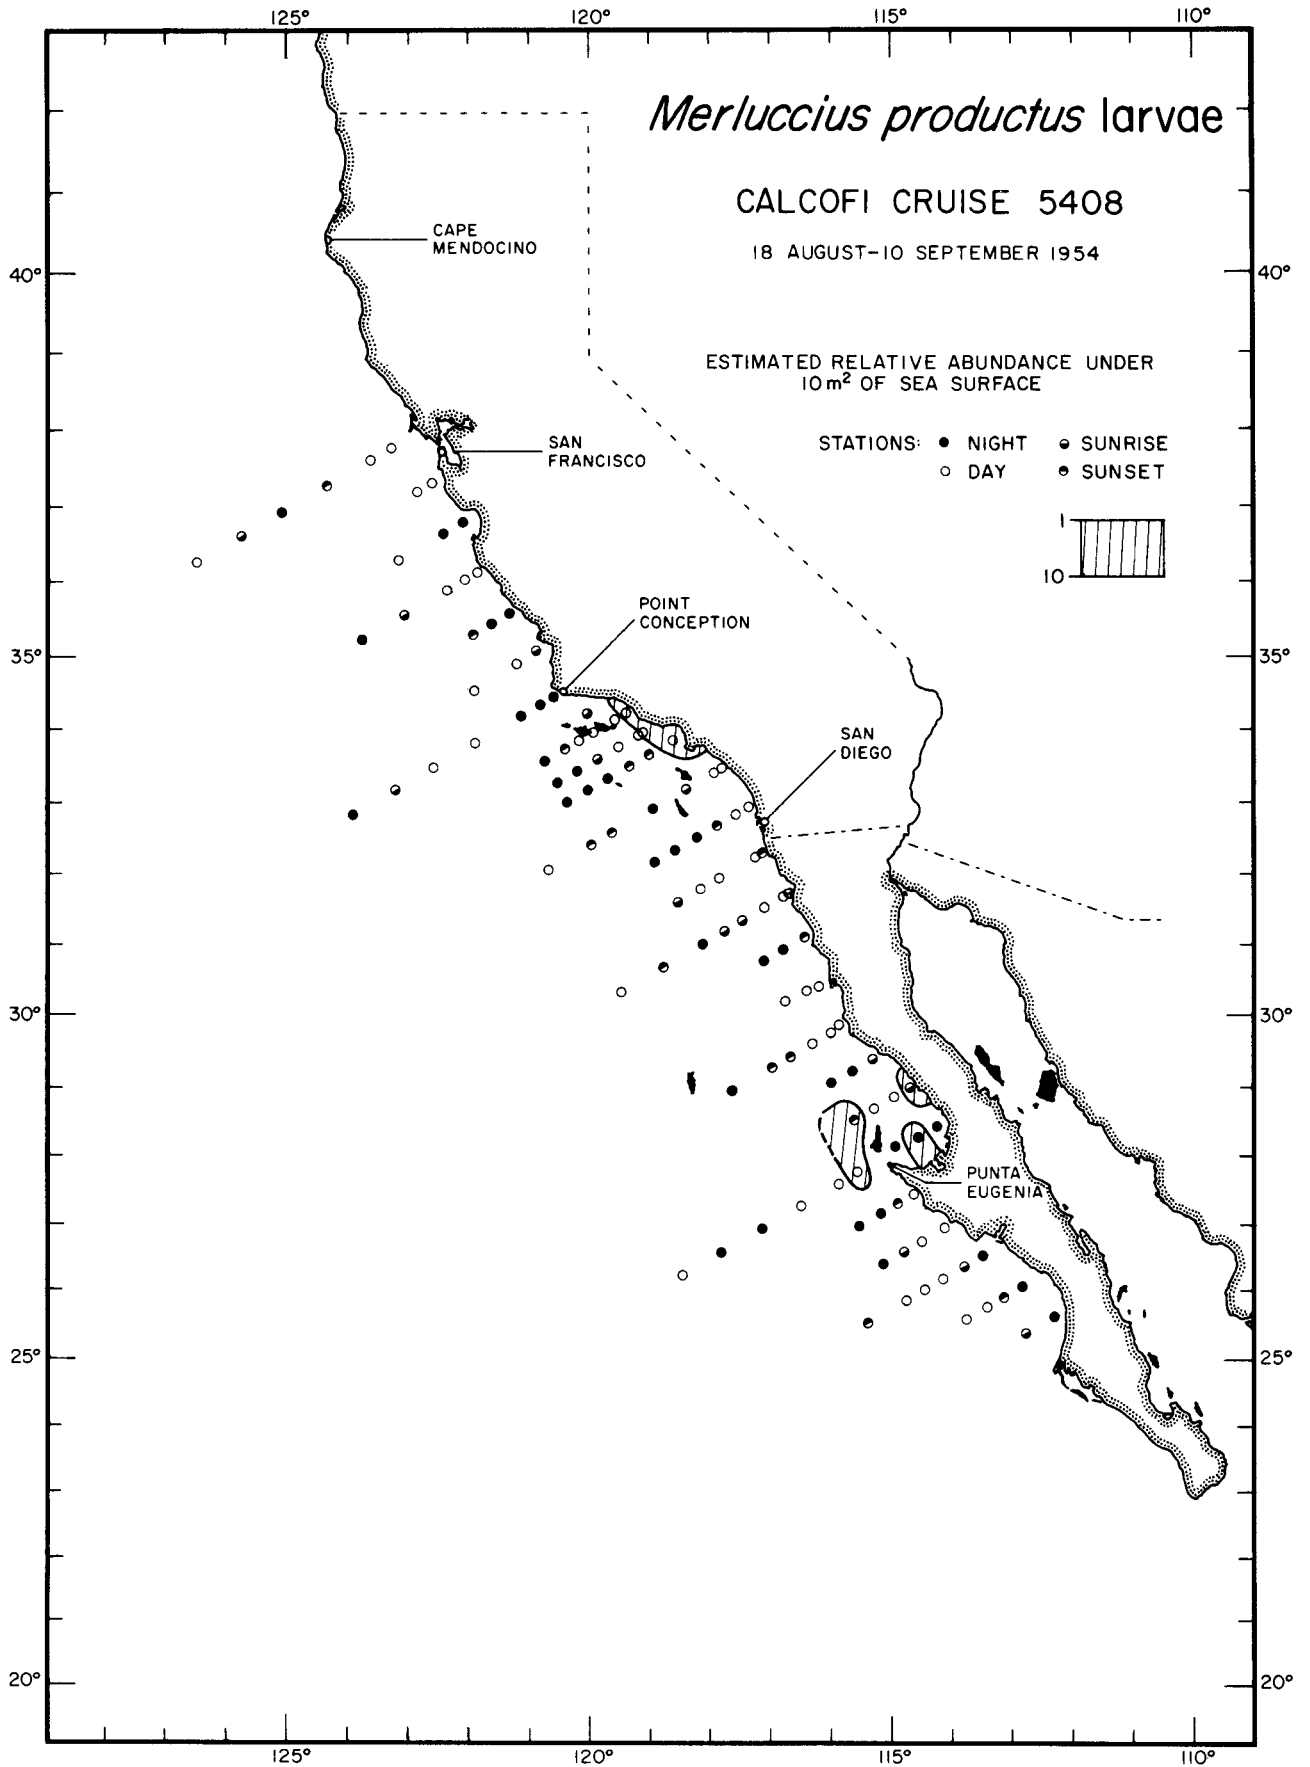 125° 120° 115° 110°
Merluccius productus larvae
CALCOFI CRUISE 5408
18 AUGUST-10 SEPTEMBER 1954
CAPE
MENDOCINO
40° 40°
ESTIMATED RELATIVE ABUNDANCE UNDER
10 m² OF SEA SURFACE
STATIONS: NIGHT SUNRISE
DAY SUNSET
SAN
FRANCISCO
1
10
POINT
CONCEPTION
35° 35°
SAN
DIEGO
30° 30°
PUNTA
EUGENIA
25° 25°
20° 20°
125° 120° 115° 110°